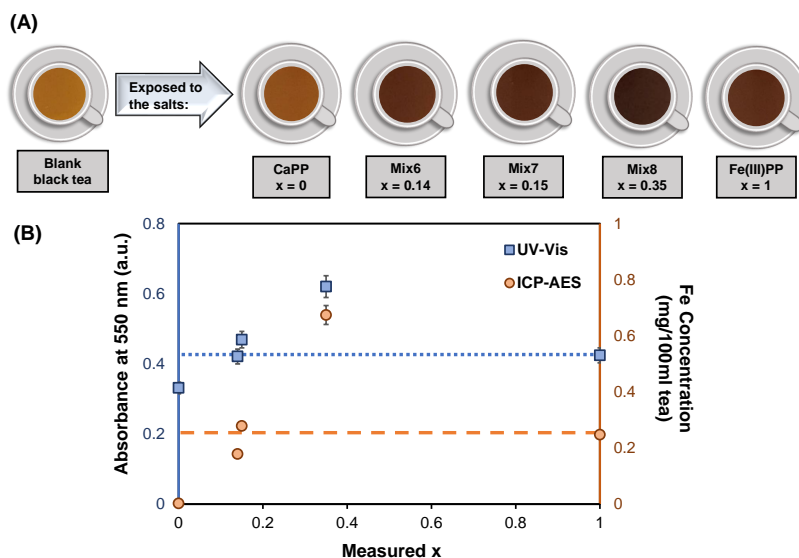 (A)
Exposed to
the salts:
Blank
black tea
CaPP
x = 0
Mix6
x = 0.14
Mix7
x = 0.15
Mix8
x = 0.35
Fe(III)PP
x = 1
(B)
0.8
0.6
0.4
0.2
0
Absorbance at 550 nm (a.u.)
UV-Vis
ICP-AES
1
0.8
0.6
0.4
0.2
0
Fe Concentration
(mg/100ml tea)
0
0.2
0.4
0.6
0.8
1
Measured x